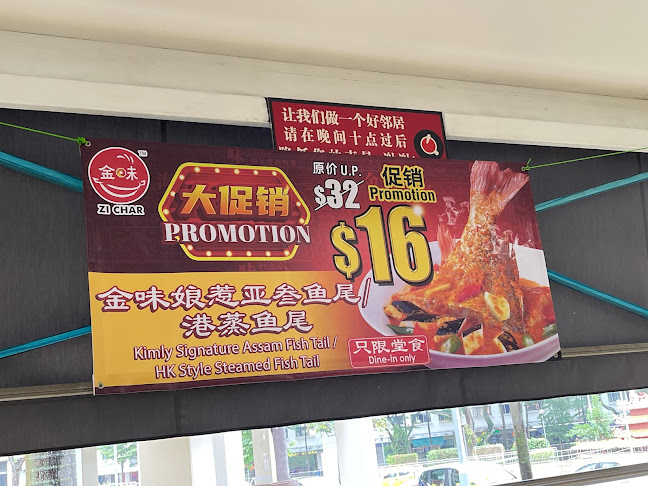 让我们做一个好邻居
请在晚间十点过后
金味
TM
ZI CHAR
大促销
PROMOTION
原价 U.P.
$32
促销
Promotion
$16
金味娘惹亚叁鱼尾/
港蒸鱼尾
Kimly Signature Assam Fish Tail /
HK Style Steamed Fish Tail
只限堂食
Dine-in only